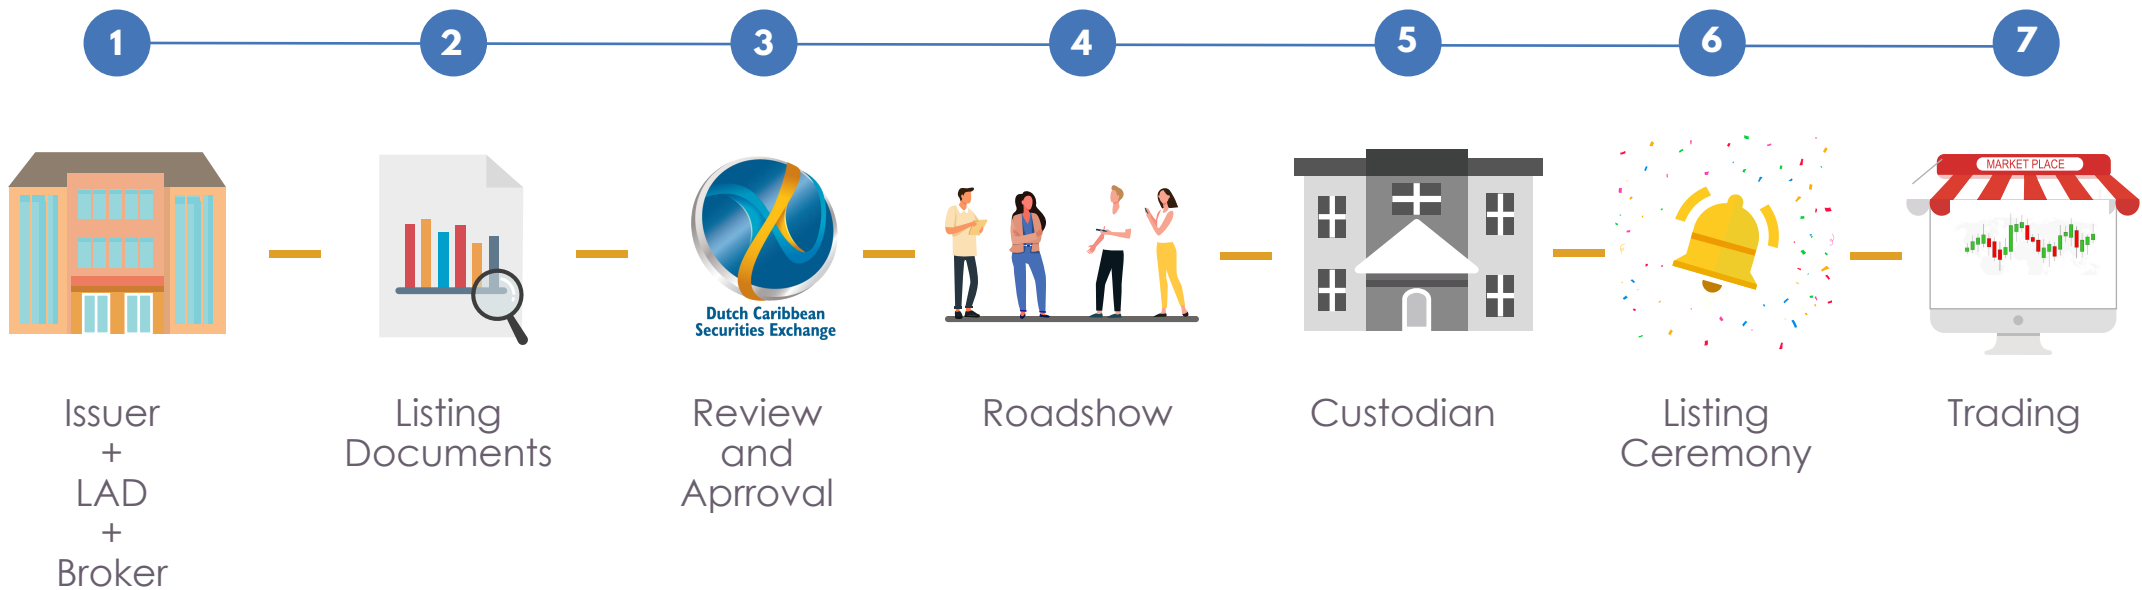 1
2
3
4
5
6
7
MARKET PLACE
Dutch Caribbean
Securities Exchange
Issuer
+
LAD
+
Broker
Listing
Documents
Review
and
Aprroval
Roadshow
Custodian
Listing
Ceremony
Trading